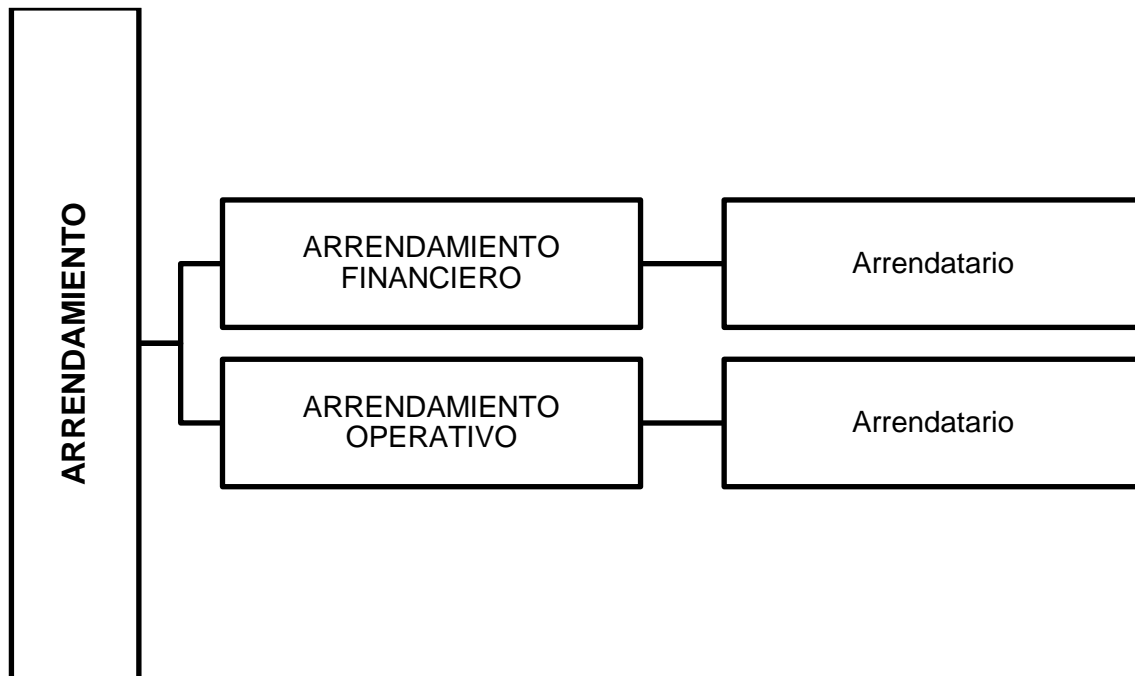 ARRENDAMIENTO
ARRENDAMIENTO
FINANCIERO
Arrendatario
ARRENDAMIENTO
OPERATIVO
Arrendatario